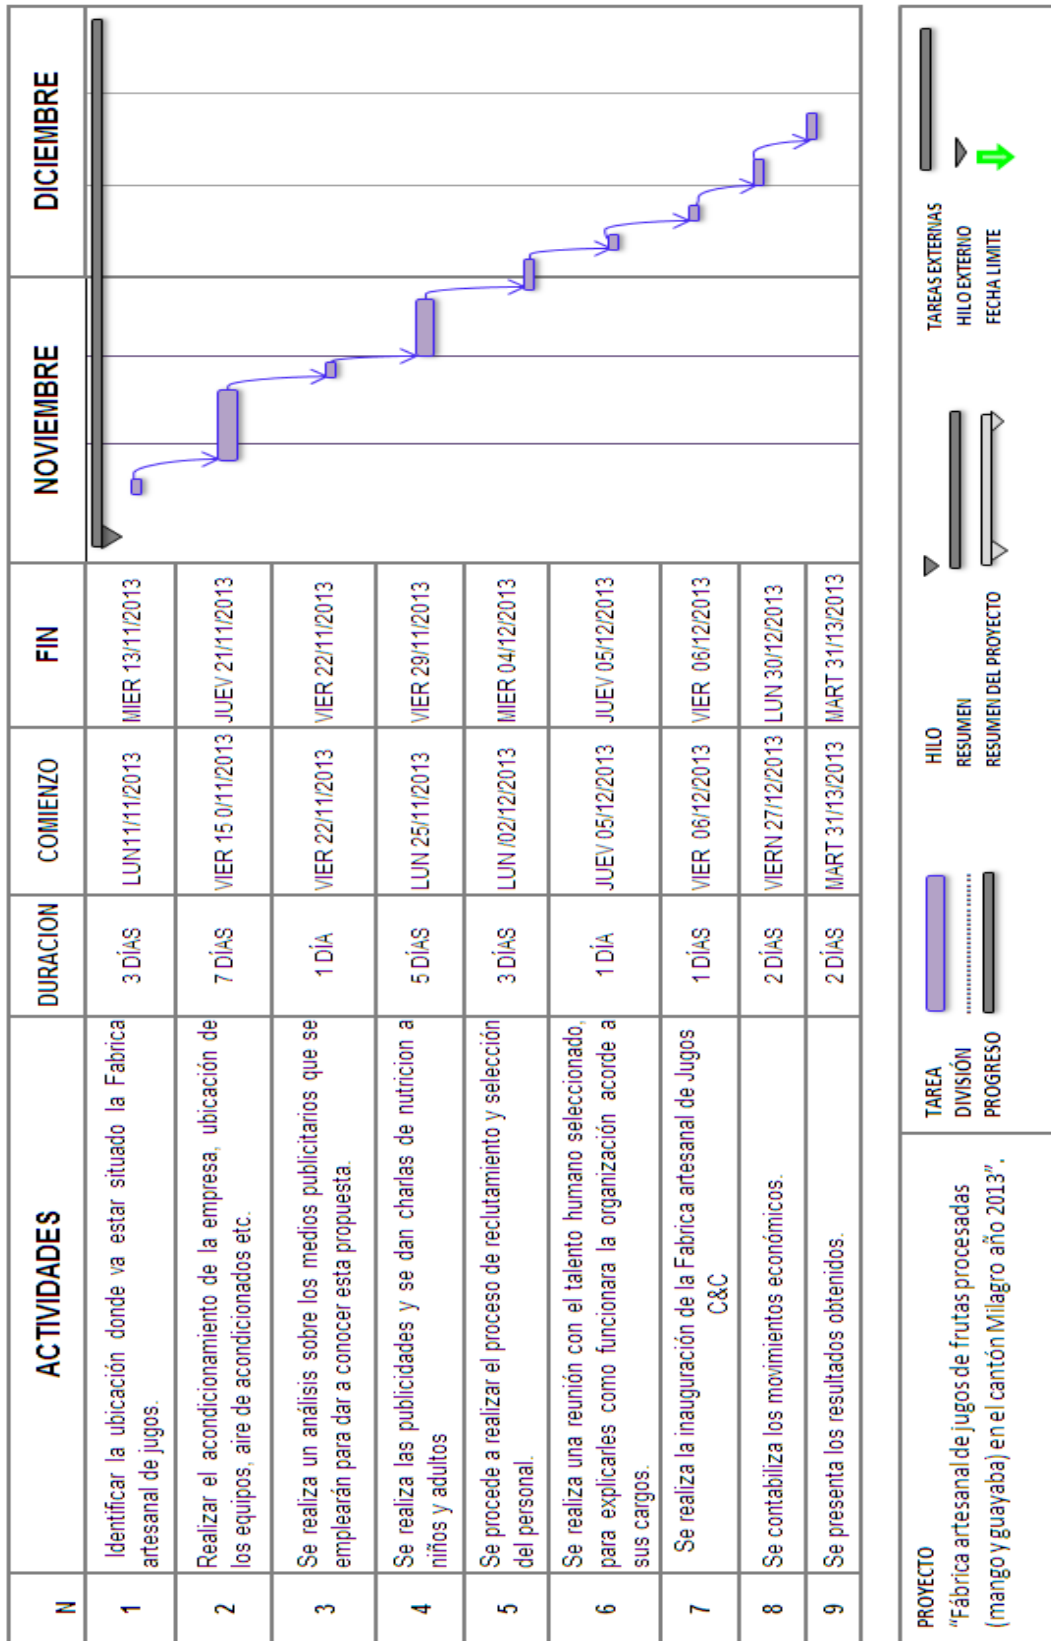 N ACTIVIDADES DURACION COMIENZO FIN NOVIEMBRE DICIEMBRE
1 Identificar la ubicación donde va estar situado la Fabrica
artesanal de jugos.
3 DÍAS LUN11/11/2013 MIER 13/11/2013
2 Realizar el acondicionamiento de la empresa, ubicación de
los equipos, aire de acondicionados etc.
7 DÍAS VIER 15 0/11/2013 JUEV 21/11/2013
3 Se realiza un análisis sobre los medios publicitarios que se
emplearán para dar a conocer esta propuesta.
1 DÍA VIER 22/11/2013 VIER 22/11/2013
4 Se realiza las publicidades y se dan charlas de nutricion a
niños y adultos
5 DÍAS LUN 25/11/2013 VIER 29/11/2013
5 Se procede a realizar el proceso de reclutamiento y selección
del personal.
3 DÍAS LUN /02/12/2013 MIER 04/12/2013
6 Se realiza una reunión con el talento humano seleccionado,
para explicarles como funcionara la organización acorde a
sus cargos.
1 DÍA JUEV 05/12/2013 JUEV 05/12/2013
7 Se realiza la inauguración de la Fabrica artesanal de Jugos
C&C
1 DÍAS VIER 06/12/2013 VIER 06/12/2013
8 Se contabiliza los movimientos económicos.
2 DÍAS VIERN 27/12/2013 LUN 30/12/2013
9 Se presenta los resultados obtenidos.
2 DÍAS MART 31/13/2013 MART 31/13/2013
PROYECTO
"Fábrica artesanal de jugos de frutas procesadas
(mango y guayaba) en el cantón Milagro año 2013".
TAREA
DIVISIÓN
PROGRESO
HILO
RESUMEN
RESUMEN DEL PROYECTO
TAREAS EXTERNAS
HILO EXTERNO
FECHA LIMITE